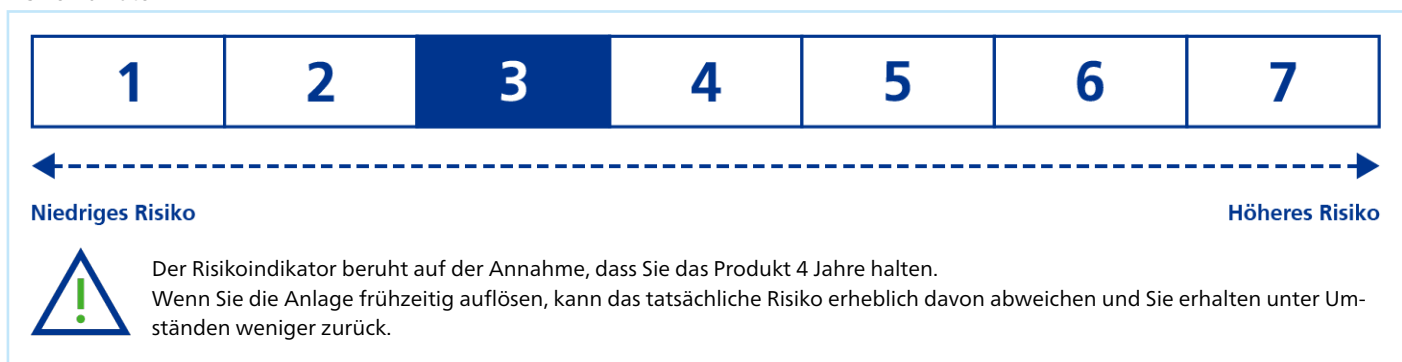 1 2 3 4 5 6 7
Niedriges Risiko Höheres Risiko
Der Risikoindikator beruht auf der Annahme, dass Sie das Produkt 4 Jahre halten.
Wenn Sie die Anlage frühzeitig auflösen, kann das tatsächliche Risiko erheblich davon abweichen und Sie erhalten unter Um-
ständen weniger zurück.